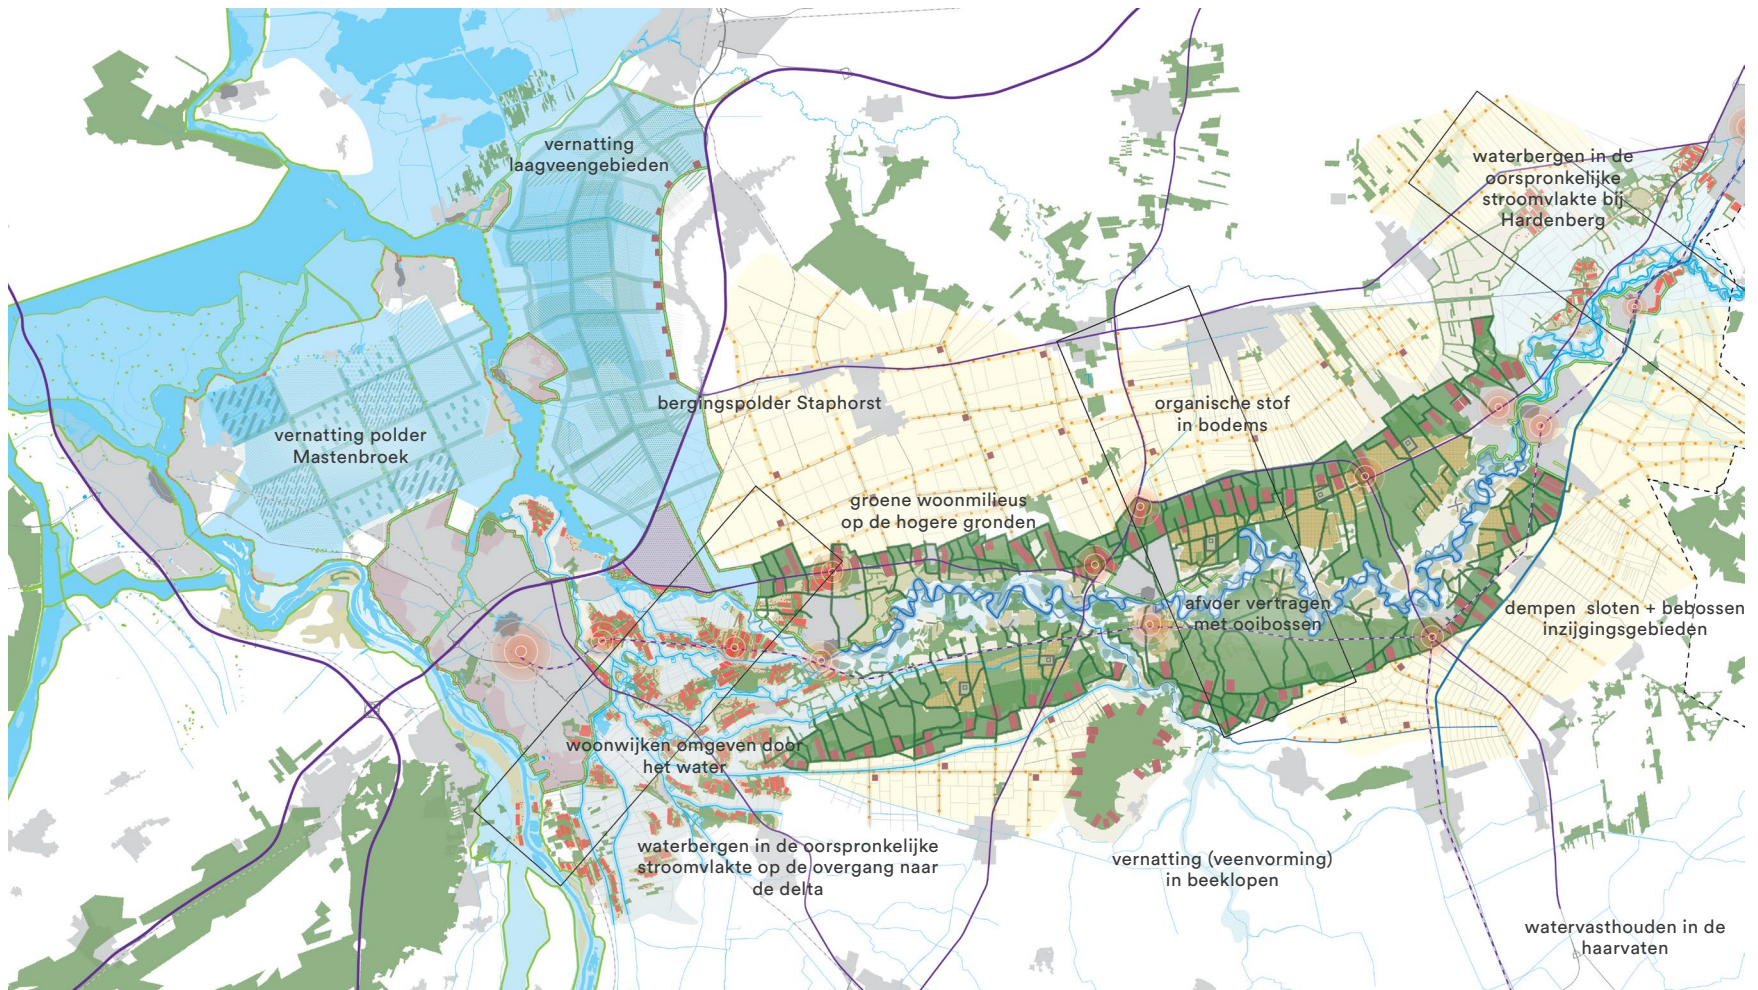 vernatting
laagveengebieden
waterbergen in de
oorspronkelijke
stroomvlakte bij
Hardenberg
bergingspolder Staphorst
organische stof
in bodems
vernatting polder
Mastenbroek
groene woonmilieus
op de hogere gronden
afvoer vertragen
met ooibossen
dempen sloten + bebossen
inzijgingsgebieden
woonwijken omgeven door
het water
waterbergen in de oorspronkelijke
stroomvlakte op de overgang naar
de delta
vernatting (veenvorming)
in beeklopen
watervasthouden in de
haarvaten